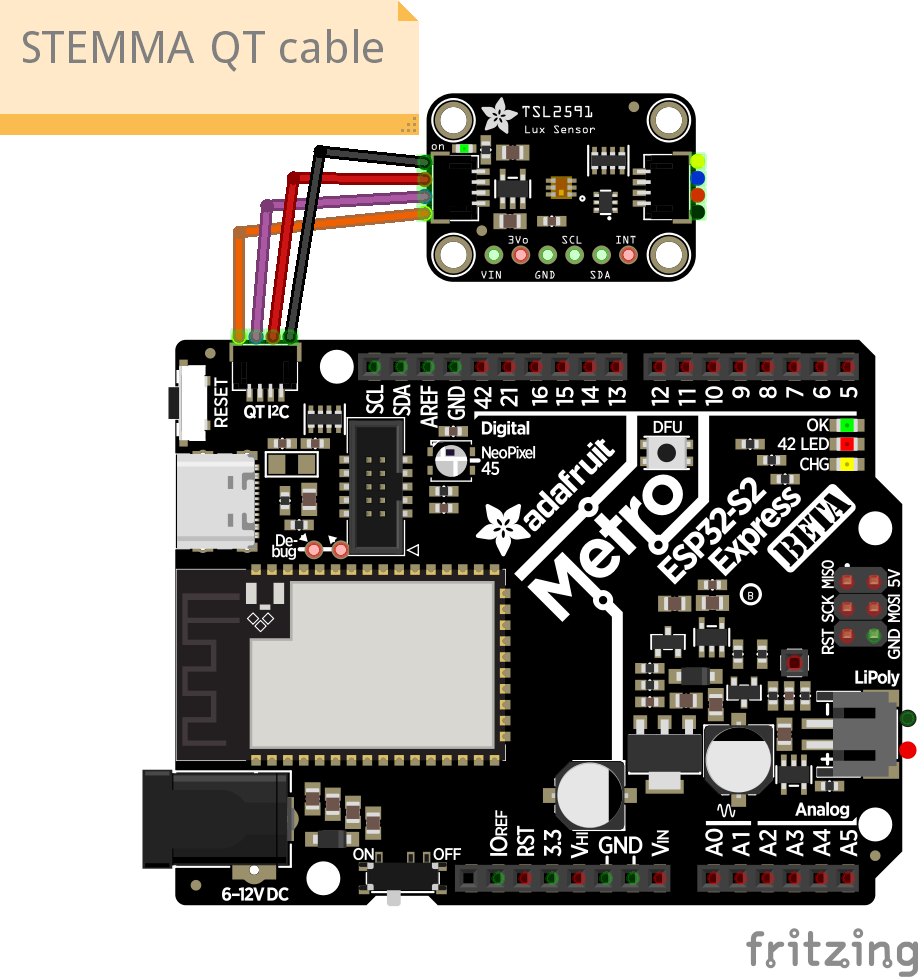 STEMMA QT cable
TSL2591
Lux Sensor
on
3Vo SCL INT
VIN GND SDA
RESET
QT I2C
SCL SDA AREF GND 42 21 16 15 14 13 12 11 10 9 8 7 6 5
Digital
NeoPixel
45
DFU
OK
42 LED
CHG
adafruit
Metro
ESP32-S2
Express
BETA
De-
bug
B
MISO 5V
SCK MOSI
RST GND
LiPoly
-
+
Analog
A0 A1 A2 A3 A4 A5
IOREF RST 3.3 VHI GND VIN
ON OFF
6-12V DC
fritzing